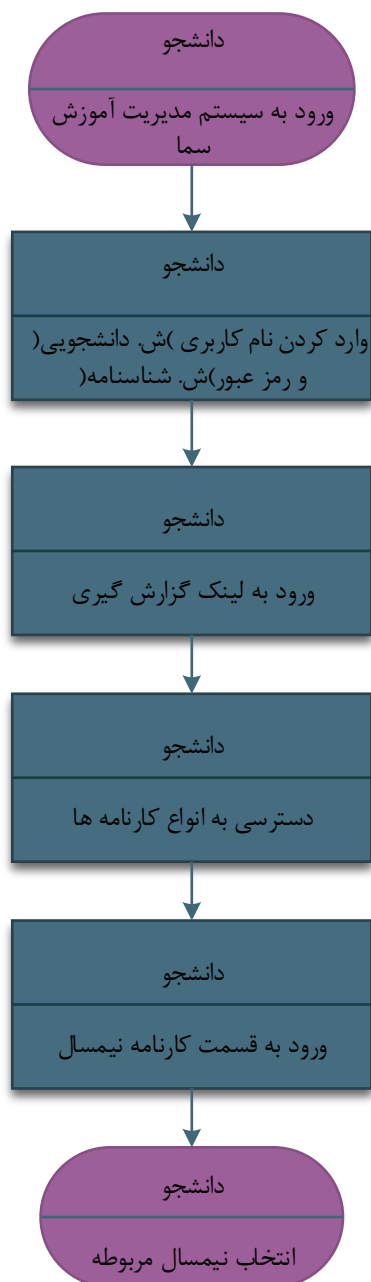 دانشجو
ورود به سیستم مدیریت آموزش
سما
دانشجو
وارد کردن نام کاربری )ش. دانشجویی(
و رمز عبور)ش. شناسنامه(
دانشجو
ورود به لینک گزارش گیری
دانشجو
دسترسی به انواع کارنامه ها
دانشجو
ورود به قسمت کارنامه نیمسال
دانشجو
انتخاب نیمسال مربوطه